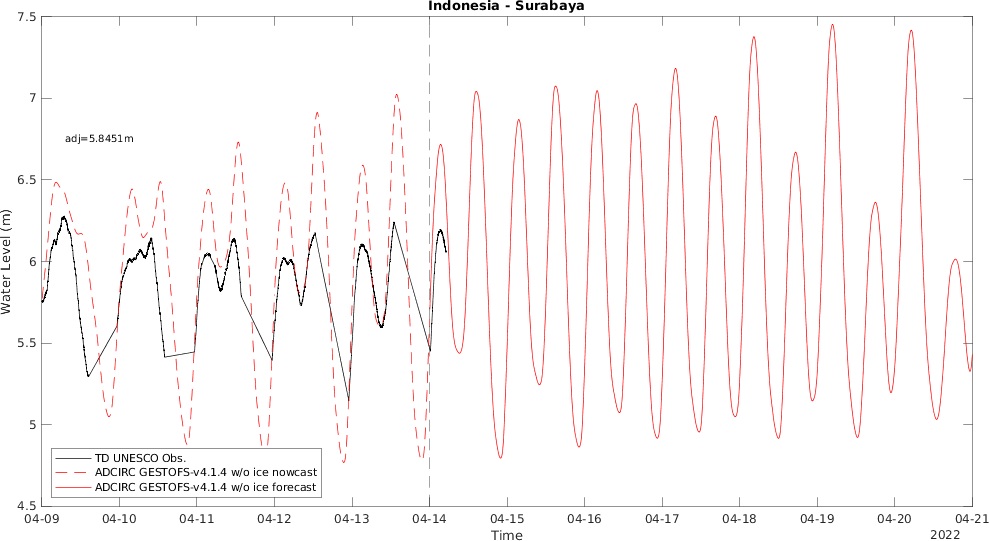 Indonesia - Surabaya
7.5
7
6.5
6
5.5
5
4.5
Water Level (m)
adj=5.8451m
TD UNESCO Obs.
ADCIRC GESTOFS-v4.1.4 w/o ice nowcast
ADCIRC GESTOFS-v4.1.4 w/o ice forecast
04-09 04-10 04-11 04-12 04-13 04-14 04-15 04-16 04-17 04-18 04-19 04-20 04-21
Time
2022